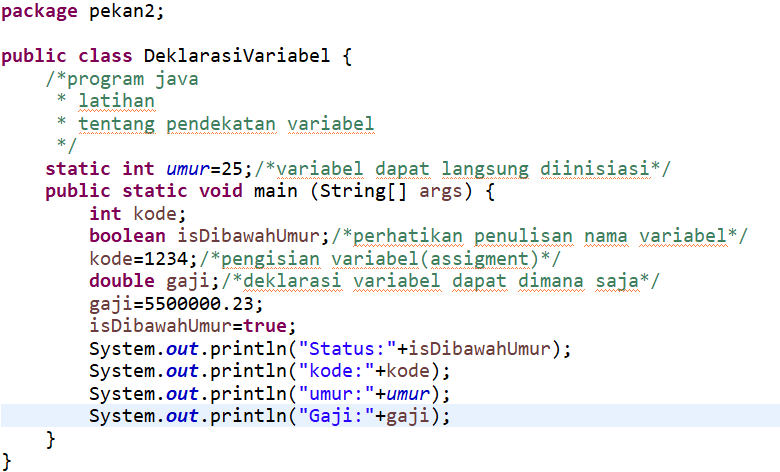 package pekan2;
public class DeklarasiVariabel {
/*program java
* latihan
* tentang pendekatan variabel
*/
static int umur=25;/*variabel dapat langsung diinisiasi*/
public static void main (String[] args) {
int kode;
boolean isDibawahUmur;/*perhatikan penulisan nama variabel*/
kode=1234;/*pengisian variabel(assigment)*/
double gaji;/*deklarasi variabel dapat dimana saja*/
gaji=5500000.23;
isDibawahUmur=true;
System.out.println("Status:"+isDibawahUmur);
System.out.println("kode:"+kode);
System.out.println("umur:"+umur);
System.out.println("Gaji:"+gaji);
}
}